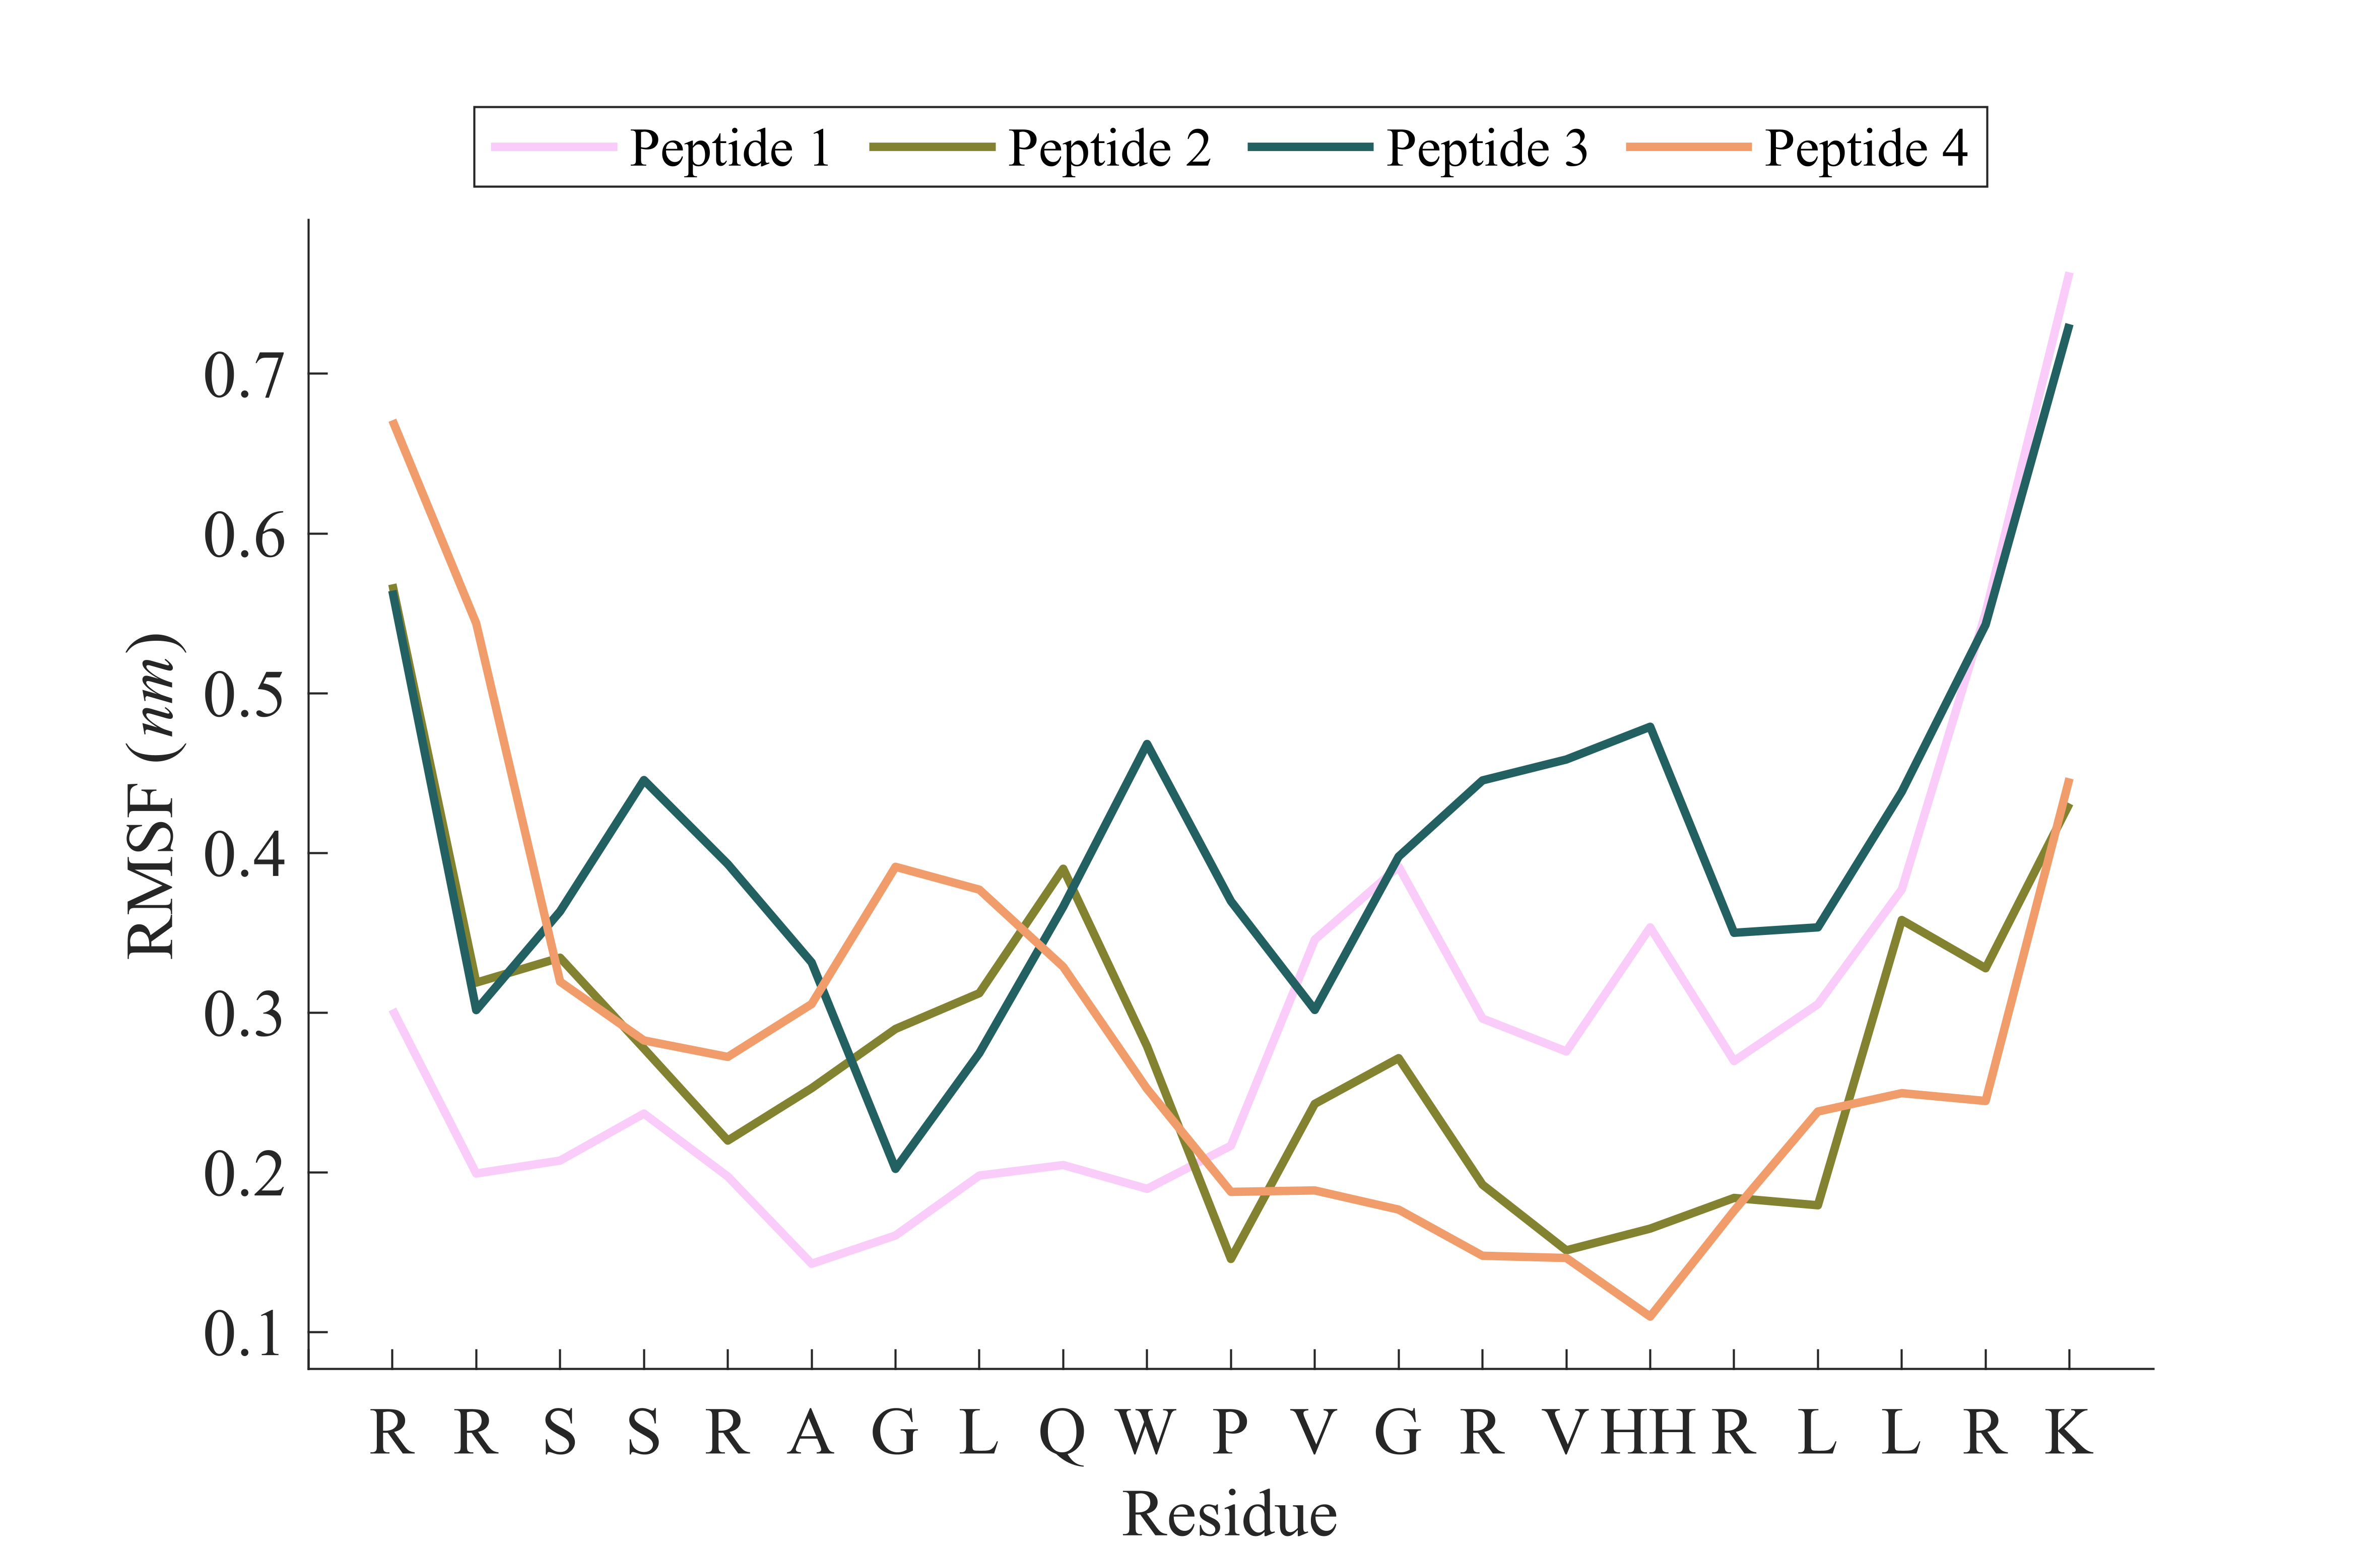 Peptide 1 Peptide 2 Peptide 3 Peptide 4
RMSF (nm)
0.7
0.6
0.5
0.4
0.3
0.2
0.1
R R S S R A G L Q W P V G R V HHH R L L R K
Residue